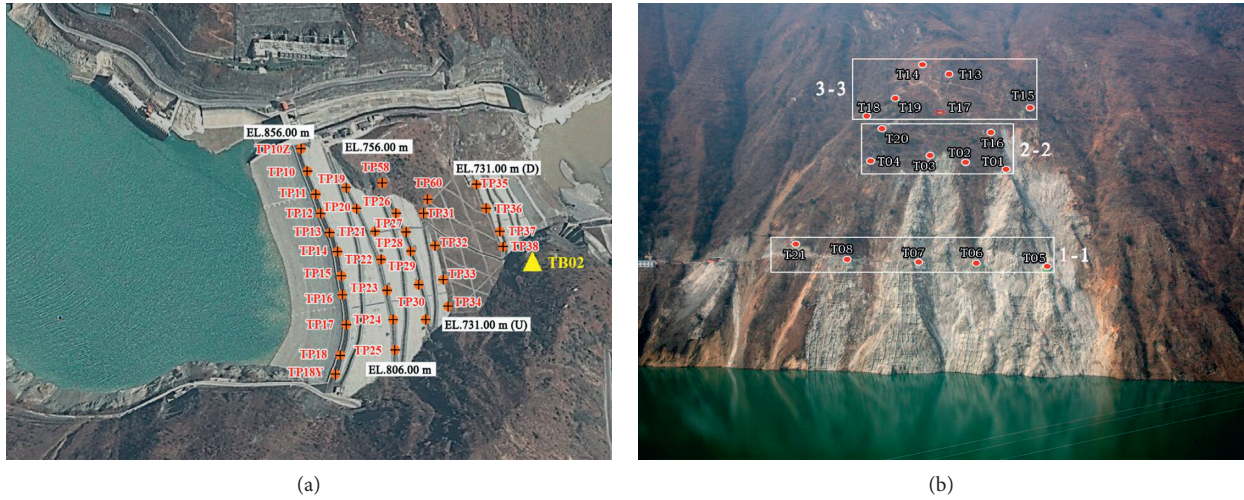 EL.856.00 m
TP10Z
EL.756.00 m
TP10
TP58
EL.731.00 m (D)
TP19
TP35
TP11
TP60
TP12
TP20
TP26
TP31
TP36
TP13
TP21
TP27
TP37
TP14
TP28
TP32
TP38
TP22
TP29
TB02
TP15
TP33
TP16
TP23
TP30
TP34
TP17
TP24
EL.731.00 m (U)
TP18
TP25
TP18Y
EL.806.00 m
(a)
T14
T13
3-3
T15
T18
T19
T17
T20
T16
2-2
T04
T03
T02
T01
T21
T08
T07
T06
T05
1-1
(b)